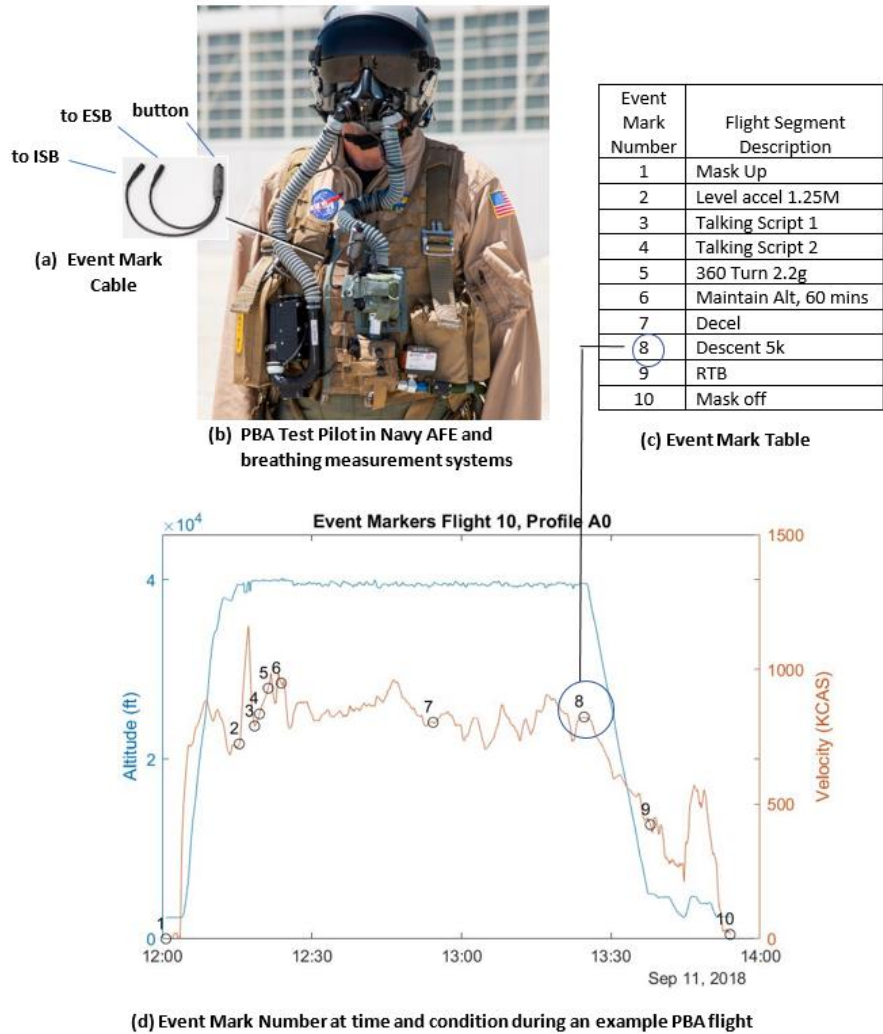 to ISB
to ESB
button
(a) Event Mark
Cable
NASA
(b) PBA Test Pilot in Navy AFE and
breathing measurement systems
Event Mark Number Flight Segment Description
1 Mask Up
2 Level accel 1.25M
3 Talking Script 1
4 Talking Script 2
5 360 Turn 2.2g
6 Maintain Alt, 60 mins
7 Decel
8 Descent 5k
9 RTB
10 Mask off
(c) Event Mark Table
Event Markers Flight 10, Profile A0
×10⁴
Altitude (ft)
4
2
0
1
2
3
4
5
6
7
8
9
10
1500
1000
500
0
Velocity (KCAS)
12:00 12:30 13:00 13:30 14:00
Sep 11, 2018
(d) Event Mark Number at time and condition during an example PBA flight